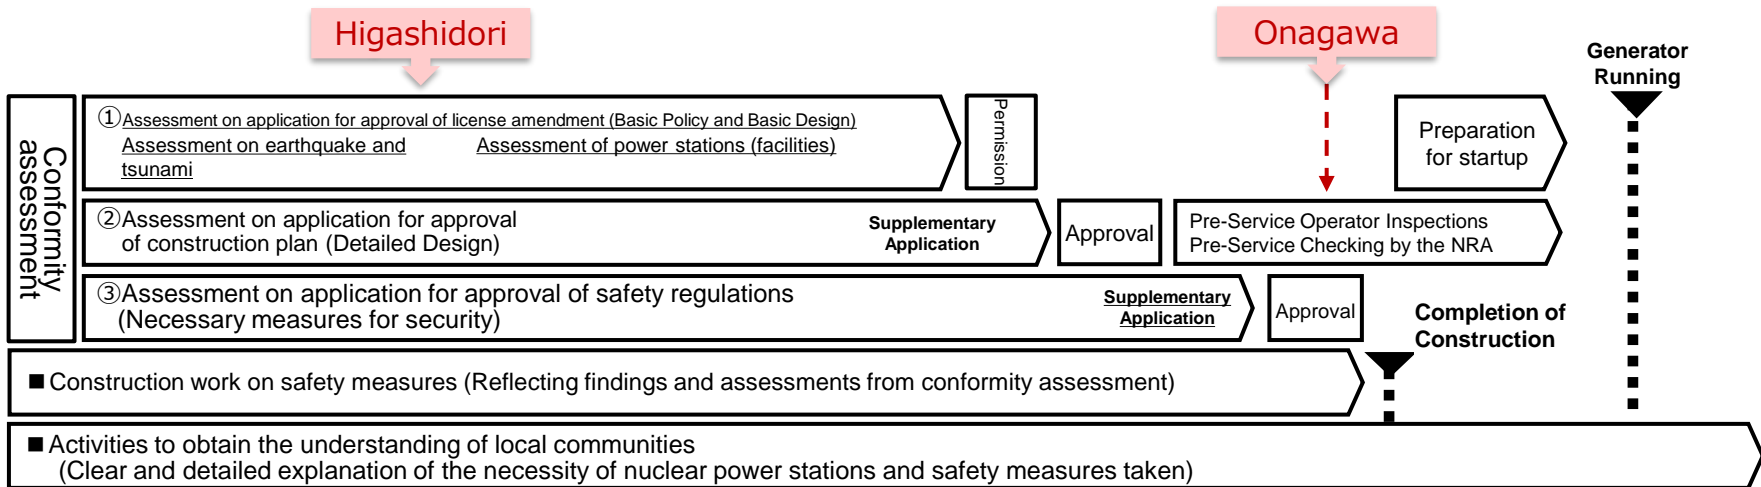 Higashidori
Onagawa
Generator
Running
Conformity
assessment
①Assessment on application for approval of license amendment (Basic Policy and Basic Design)
Assessment on earthquake and
tsunami
Assessment of power stations (facilities)
Permission
Preparation
for startup
②Assessment on application for approval
of construction plan (Detailed Design)
Supplementary
Application
Approval
Pre-Service Operator Inspections
Pre-Service Checking by the NRA
③Assessment on application for approval of safety regulations
(Necessary measures for security)
Supplementary
Application
Approval
Completion of
Construction
■ Construction work on safety measures (Reflecting findings and assessments from conformity assessment)
■ Activities to obtain the understanding of local communities
(Clear and detailed explanation of the necessity of nuclear power stations and safety measures taken)